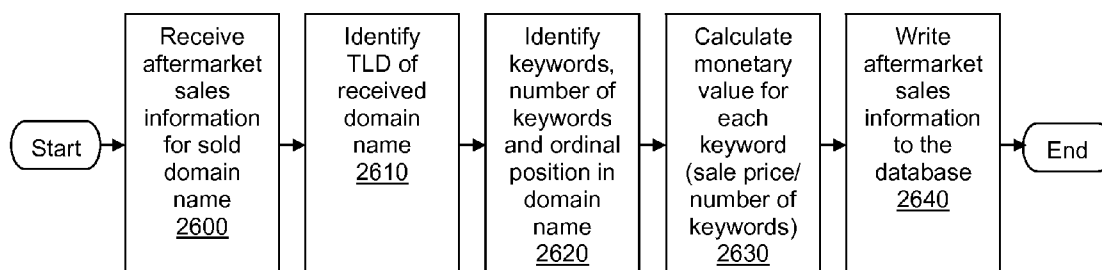 Start
Receive
aftermarket
sales
information
for sold
domain
name
2600
Identify
TLD of
received
domain
name
2610
Identify
keywords,
number of
keywords
and ordinal
position in
domain
name
2620
Calculate
monetary
value for
each
keyword
(sale price/
number of
keywords)
2630
Write
aftermarket
sales
information
to the
database
2640
End